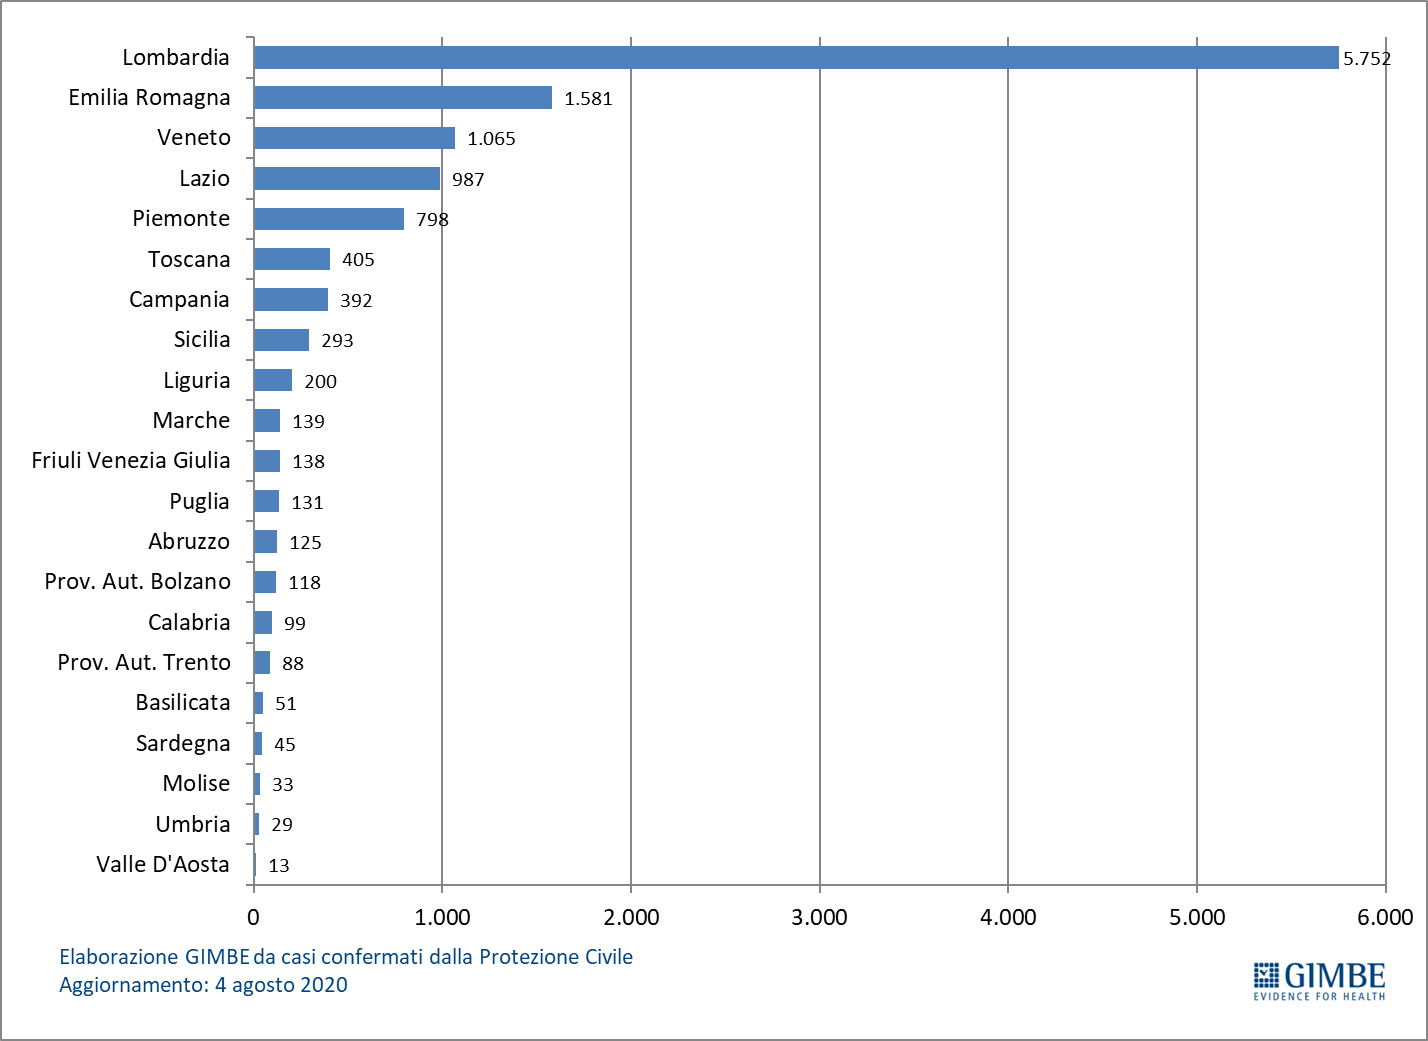 Lombardia 5.752
Emilia Romagna 1.581
Veneto 1.065
Lazio 987
Piemonte 798
Toscana 405
Campania 392
Sicilia 293
Liguria 200
Marche 139
Friuli Venezia Giulia 138
Puglia 131
Abruzzo 125
Prov. Aut. Bolzano 118
Calabria 99
Prov. Aut. Trento 88
Basilicata 51
Sardegna 45
Molise 33
Umbria 29
Valle D'Aosta 13
0 1.000 2.000 3.000 4.000 5.000 6.000
Elaborazione GIMBE da casi confermati dalla Protezione Civile
Aggiornamento: 4 agosto 2020
GIMBE
EVIDENCE FOR HEALTH